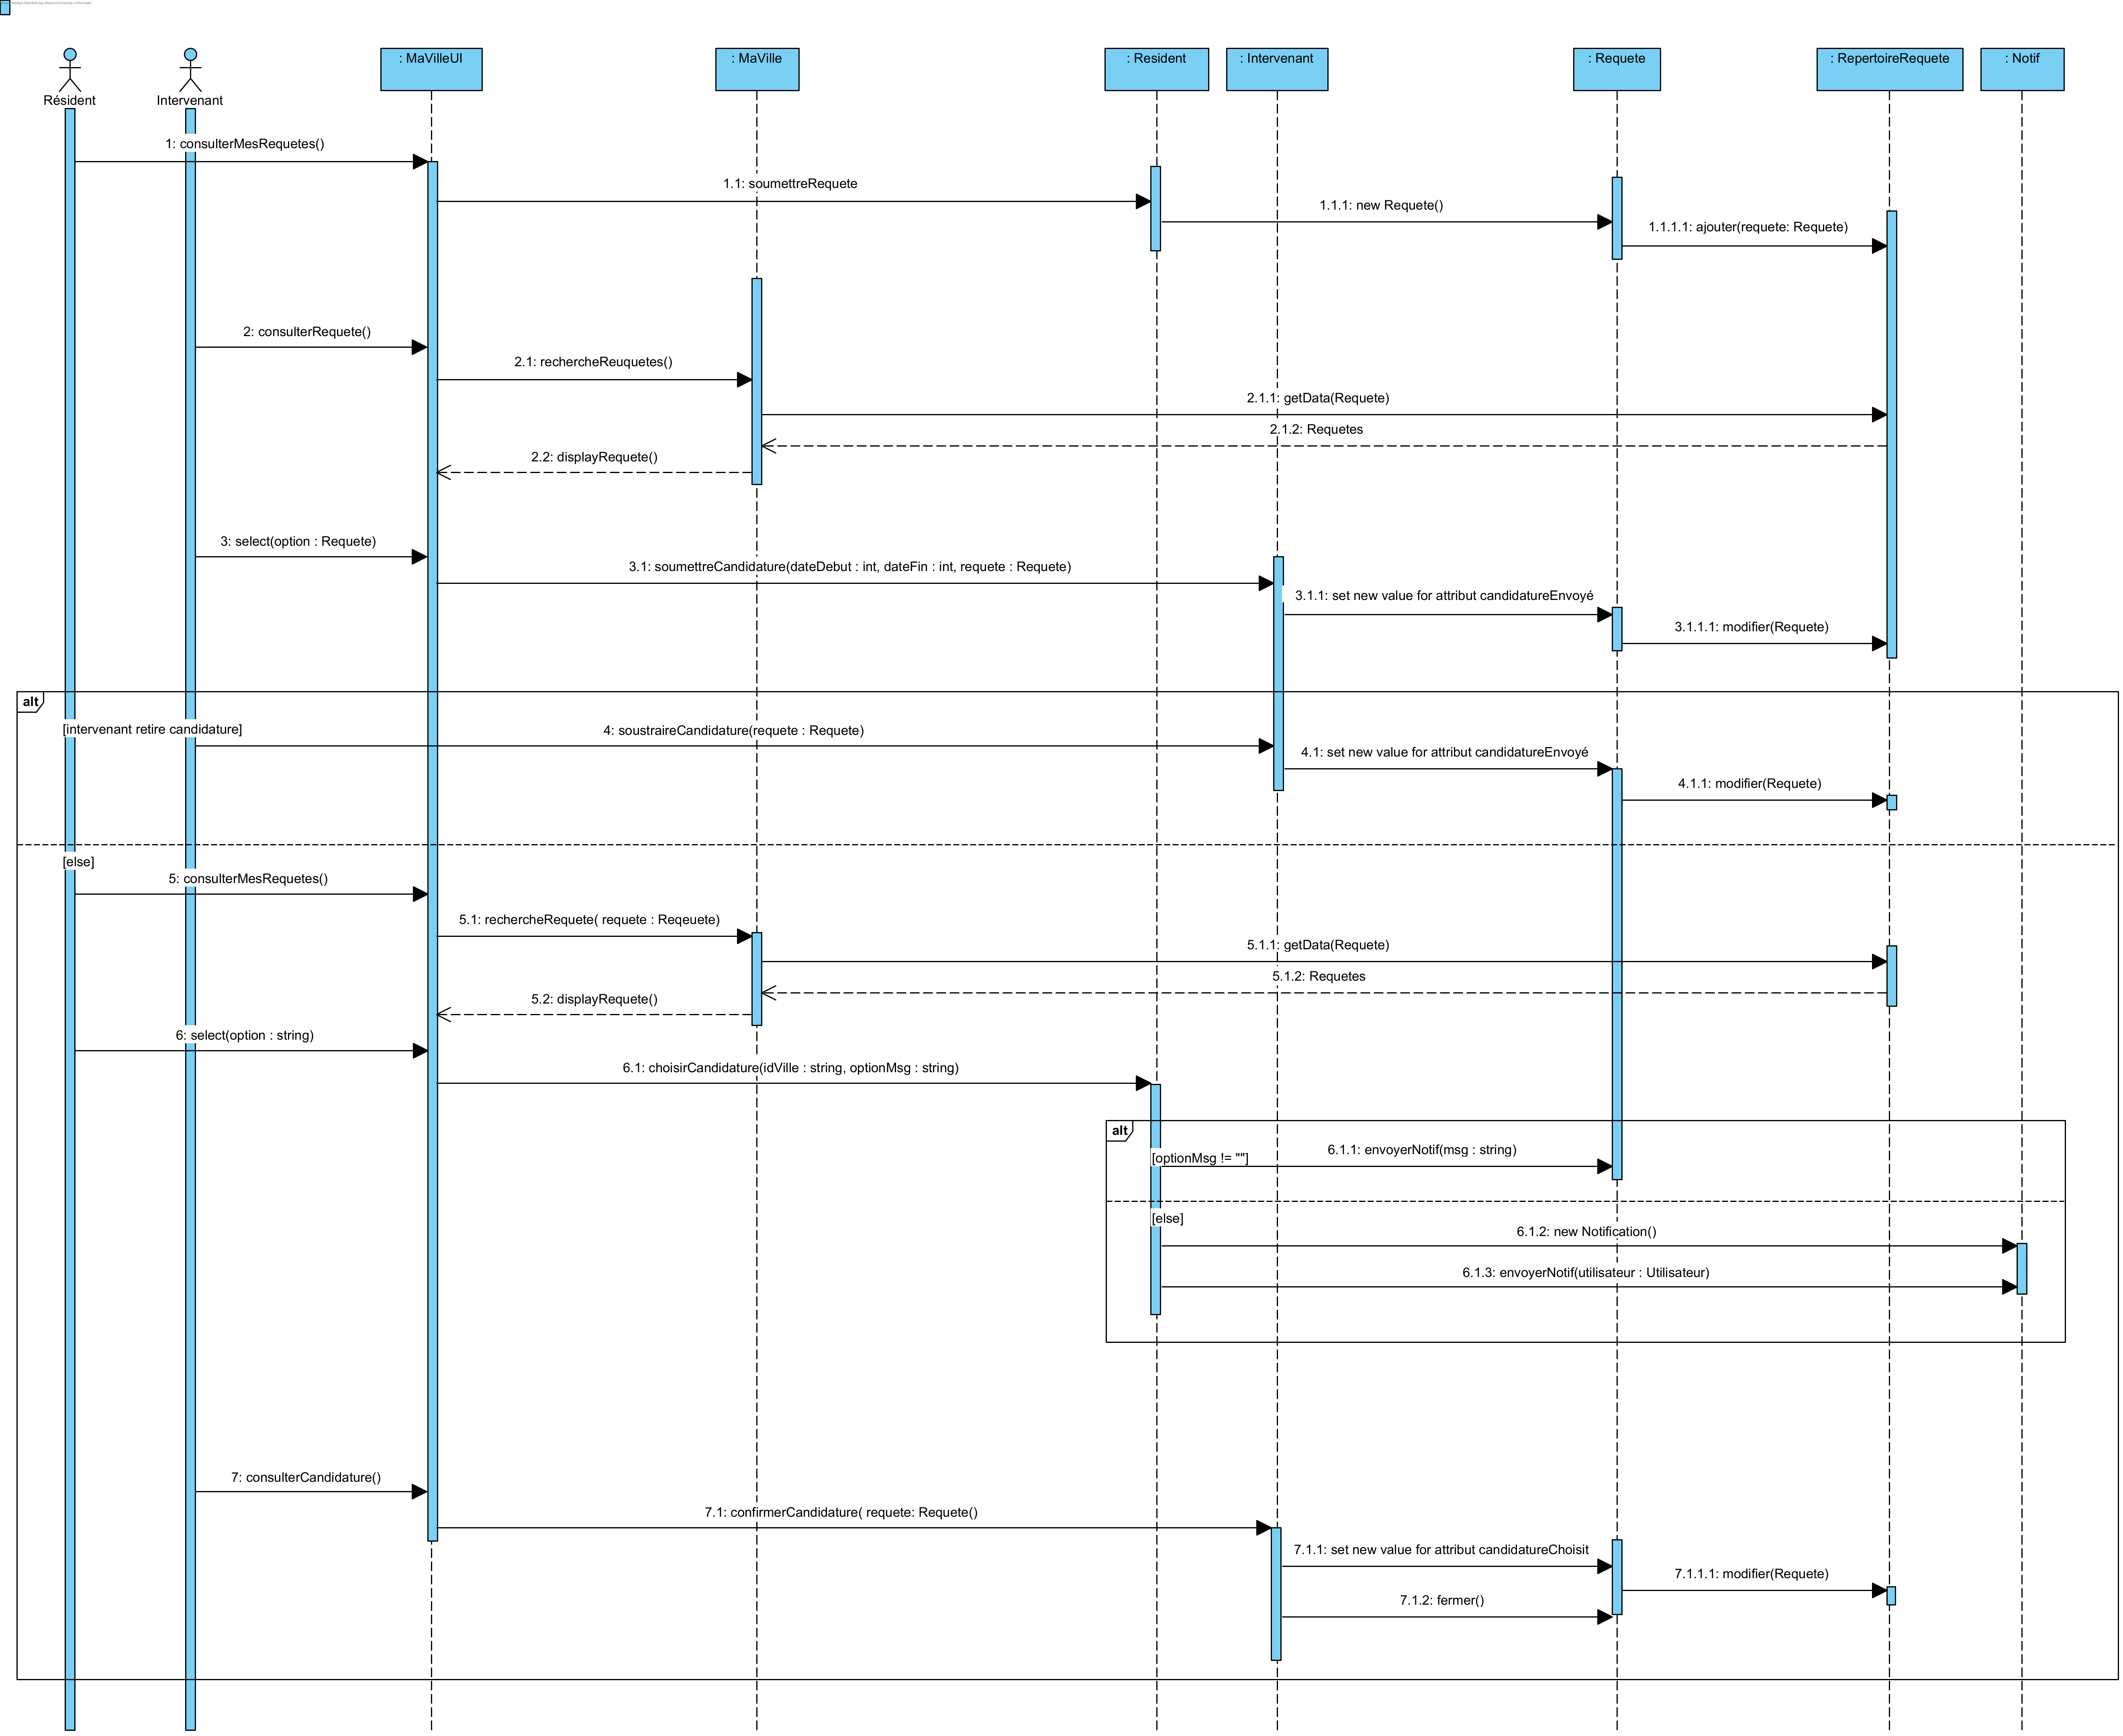 : MaVilleUI
: MaVille
: Resident
: Intervenant
: Requete
: RepertoireRequete
: Notif
Résident
Intervenant
1: consulterMesRequetes()
1.1: soumettreRequete
1.1.1: new Requete()
1.1.1.1: ajouter(requete: Requete)
2: consulterRequete()
2.1: rechercheReuquetes()
2.1.1: getData(Requete)
2.1.2: Requetes
2.2: displayRequete()
3: select(option : Requete)
3.1: soumettreCandidature(dateDebut : int, dateFin : int, requete : Requete)
3.1.1: set new value for attribut candidatureEnvoyé
3.1.1.1: modifier(Requete)
alt
[intervenant retire candidature]
4: soustraireCandidature(requete : Requete)
4.1: set new value for attribut candidatureEnvoyé
4.1.1: modifier(Requete)
[else]
5: consulterMesRequetes()
5.1: rechercheRequete( requete : Reqeuete)
5.1.1: getData(Requete)
5.1.2: Requetes
5.2: displayRequete()
6: select(option : string)
6.1: choisirCandidature(idVille : string, optionMsg : string)
alt
[optionMsg != ""]
6.1.1: envoyerNotif(msg : string)
[else]
6.1.2: new Notification()
6.1.3: envoyerNotif(utilisateur : Utilisateur)
7: consulterCandidature()
7.1: confirmerCandidature( requete: Requete()
7.1.1: set new value for attribut candidatureChoisit
7.1.1.1: modifier(Requete)
7.1.2: fermer()